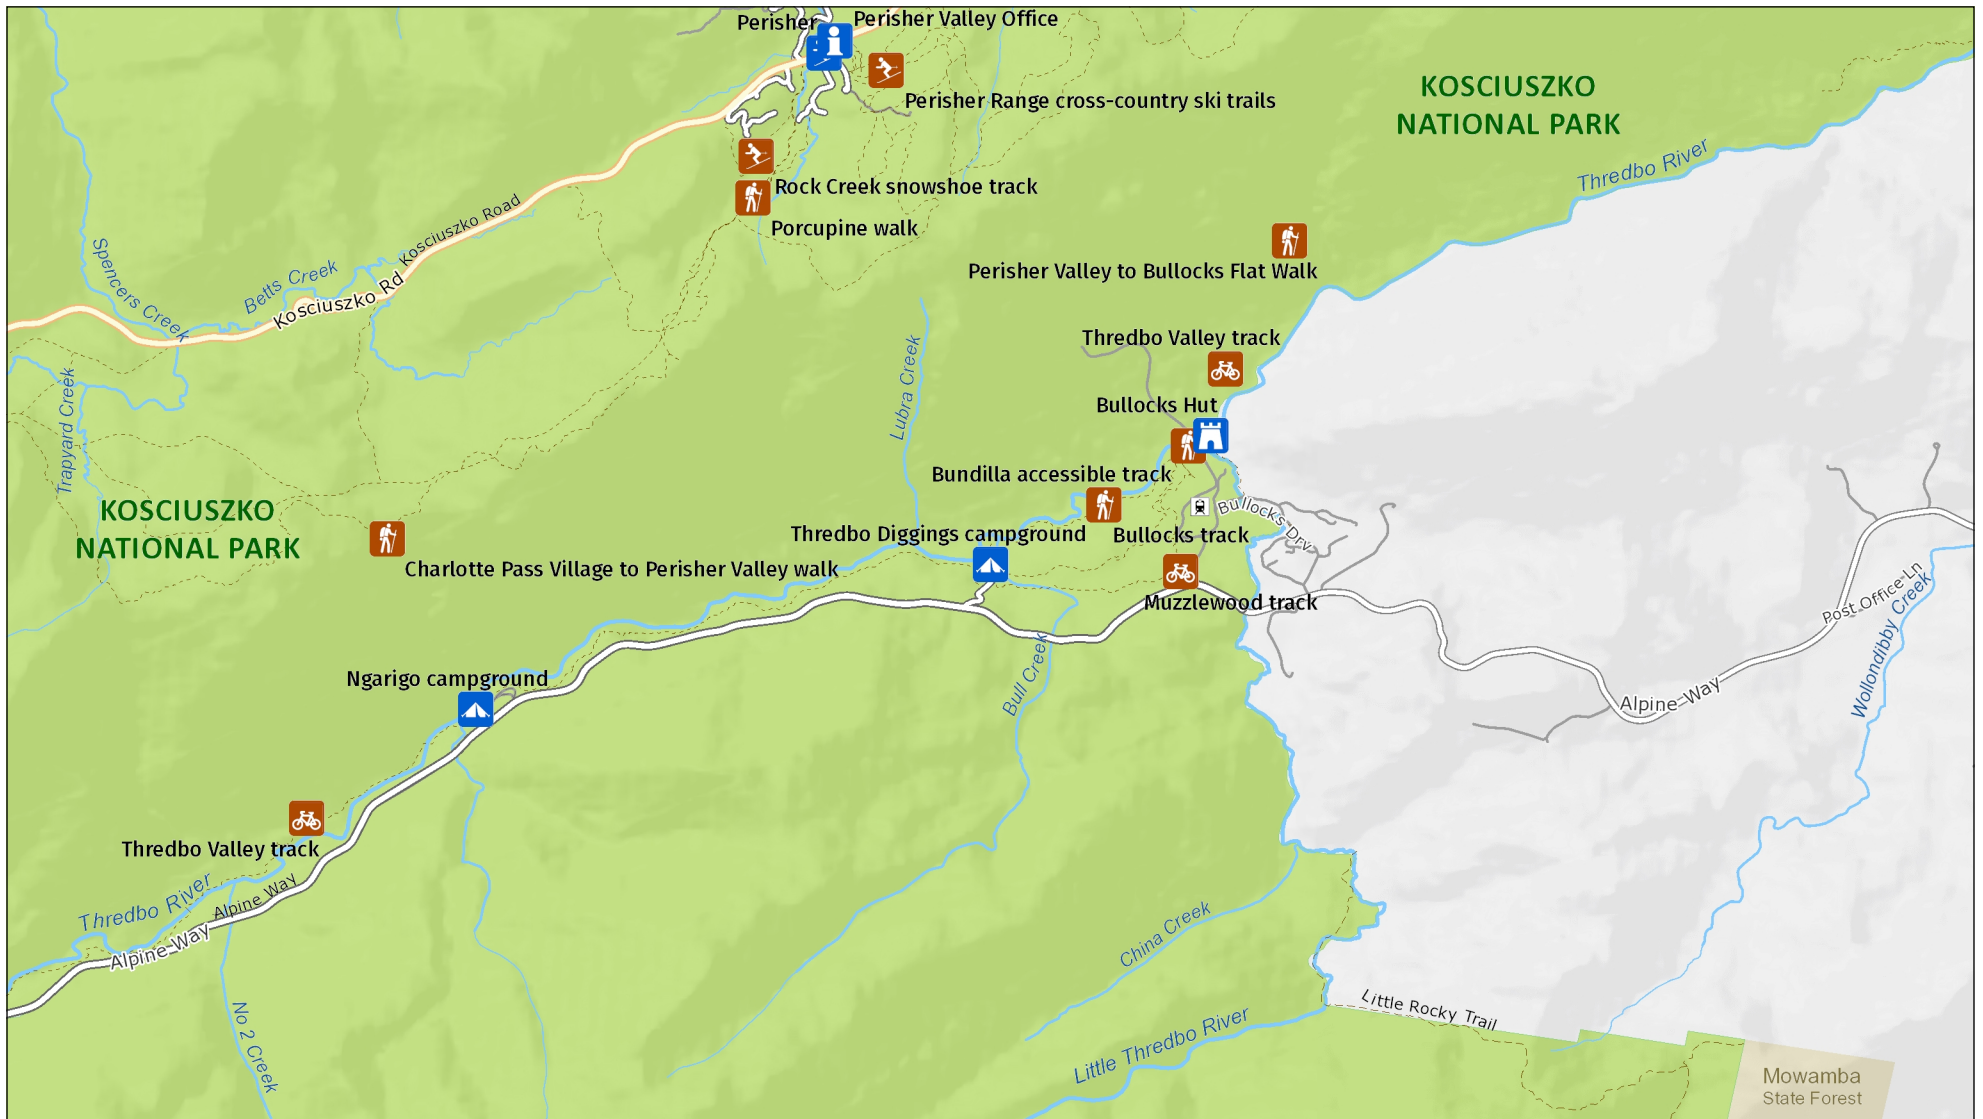 Perisher
Perisher Valley Office
Perisher Range cross-country ski trails
KOSCIUSZKO
NATIONAL PARK
Thredbo River
Rock Creek snowshoe track
Porcupine walk
Kosciuszko Road
Spencers Creek
Betts Creek
Kosciuszko Rd
Perisher Valley to Bullocks Flat Walk
Thredbo Valley track
Lubra Creek
Trapyard Creek
Bullocks Hut
Bundilla accessible track
KOSCIUSZKO
NATIONAL PARK
Bullocks Drv
Thredbo Diggings campground
Bullocks track
Charlotte Pass Village to Perisher Valley walk
Muzzlewood track
Post Office Ln
Wollondibby Creek
Bull Creek
Ngarigo campground
Alpine Way
Thredbo Valley track
Thredbo River
Alpine Way
Alpine Way
China Creek
No 2 Creek
Little Rocky Trail
Little Thredbo River
Mowamba
State Forest